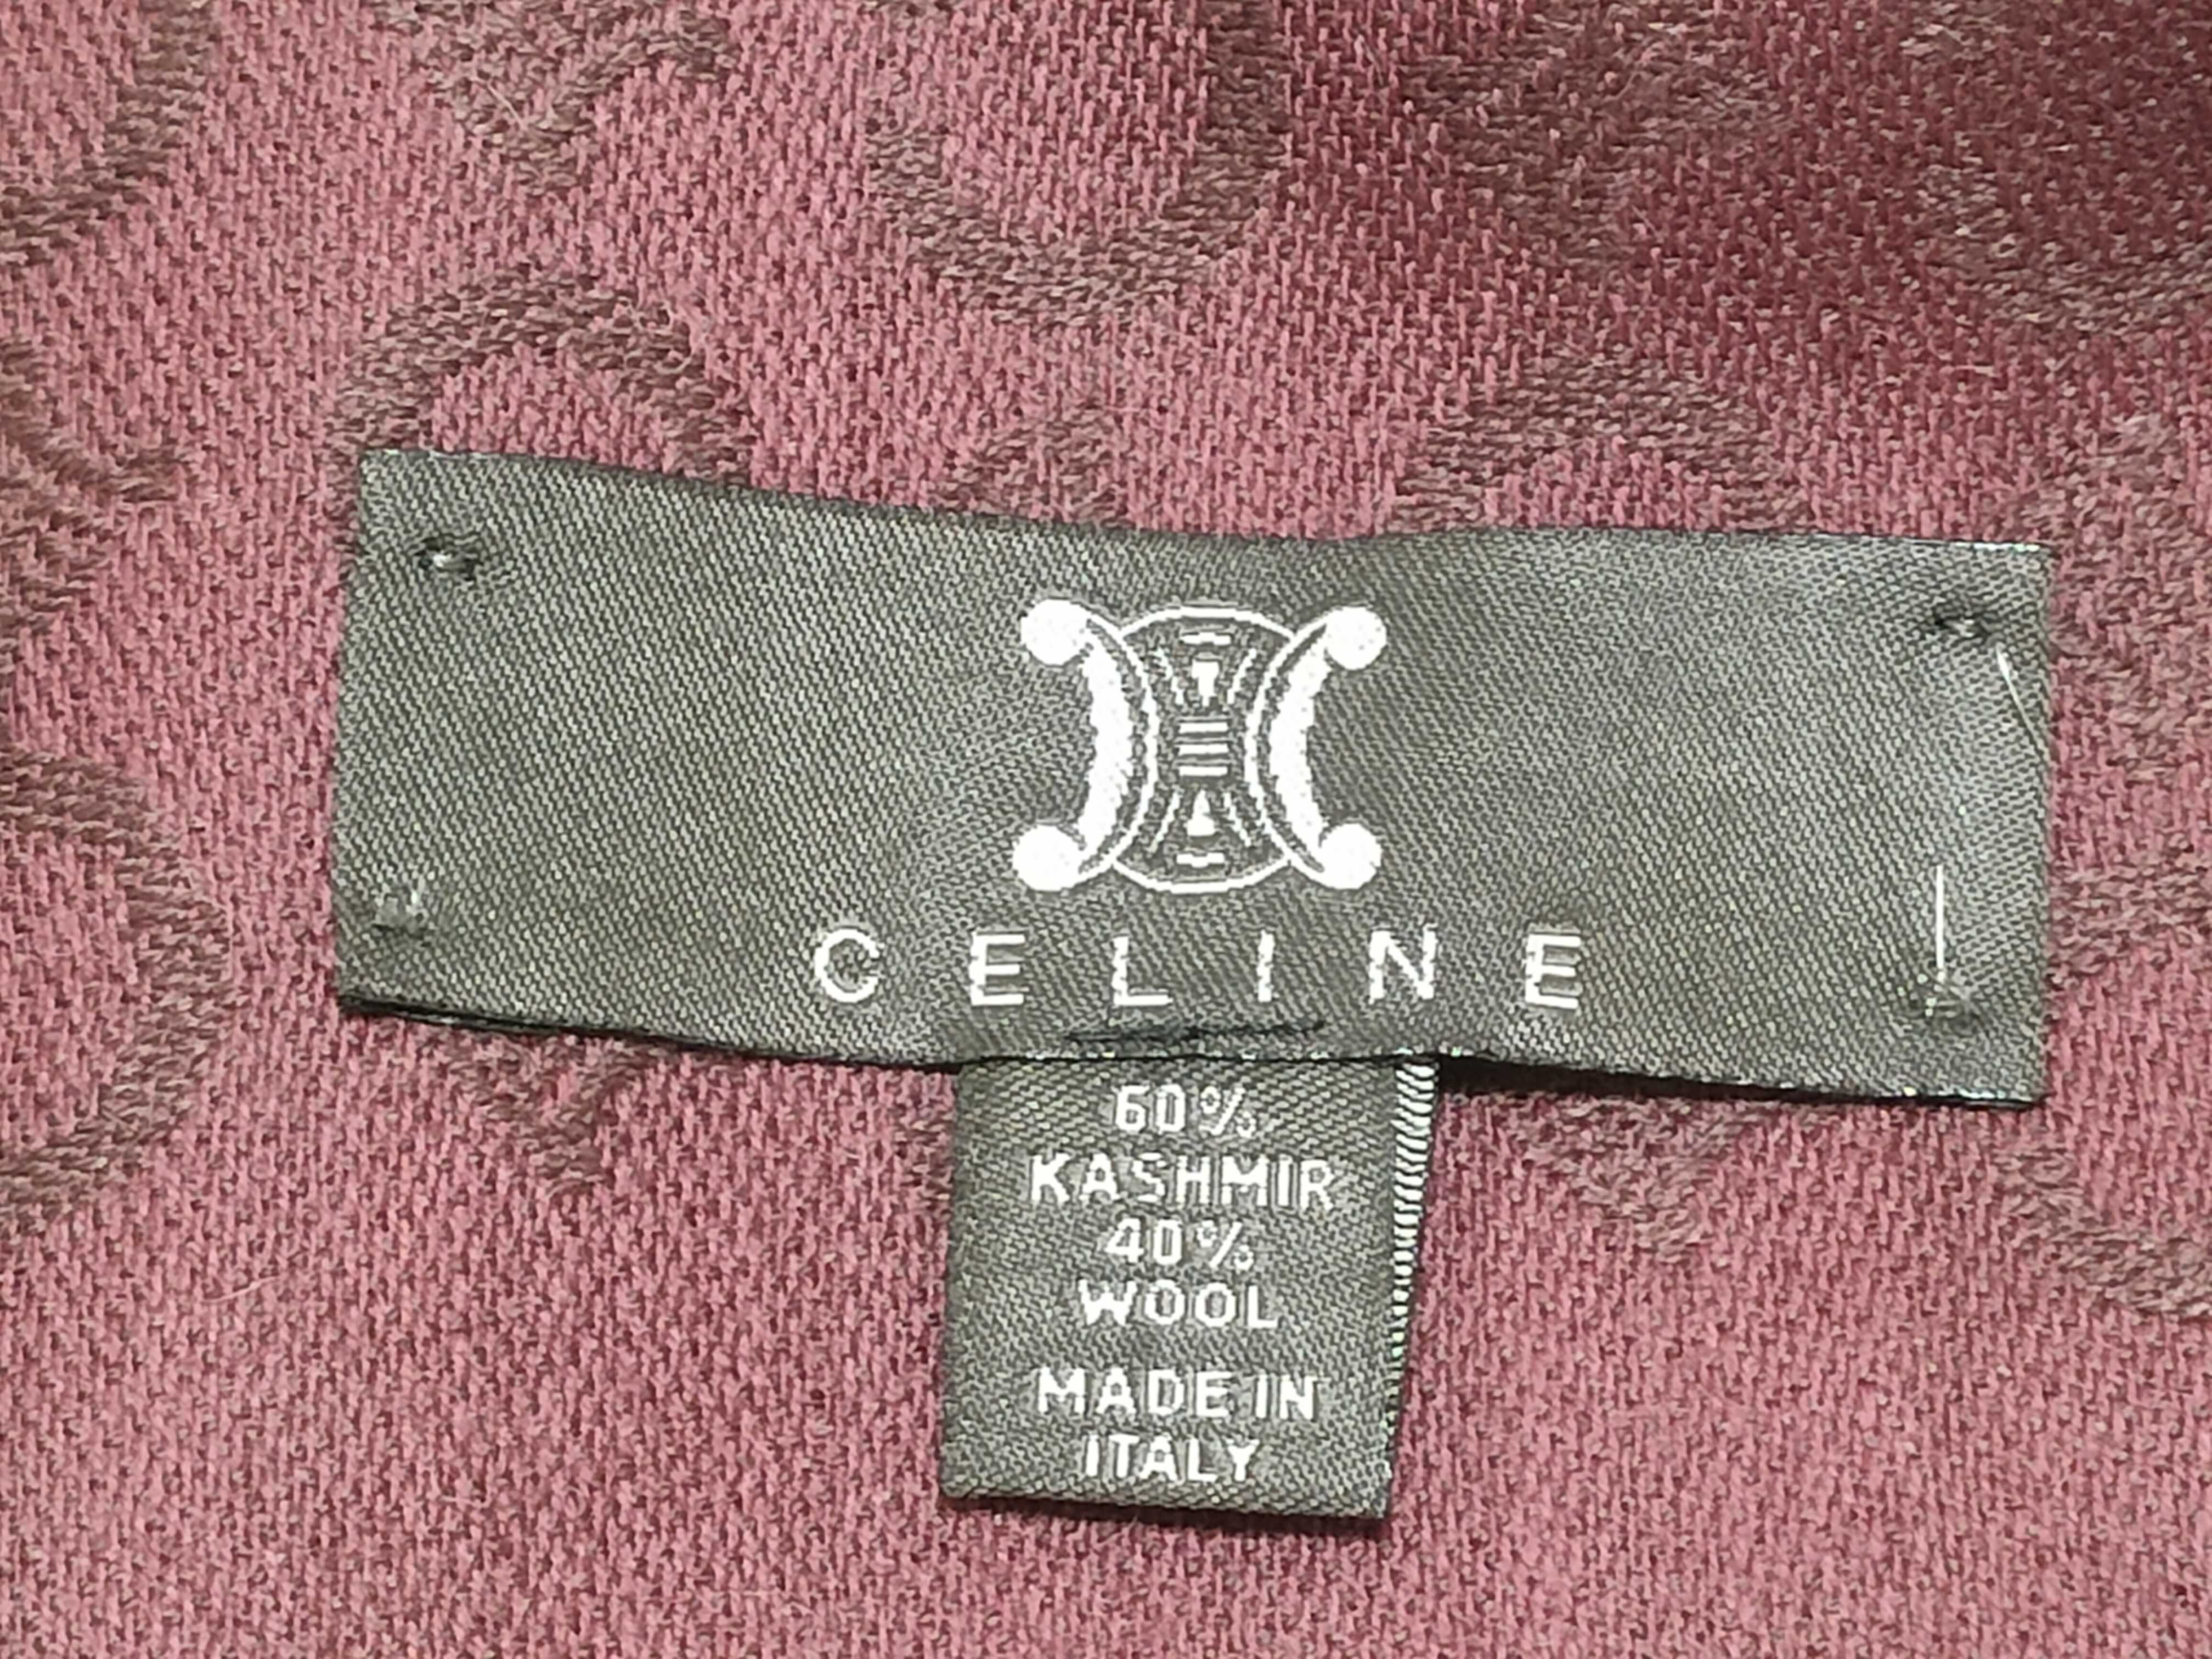 CELINE
60%
KASHMIR
40%
WOOL
MADE IN
ITALY